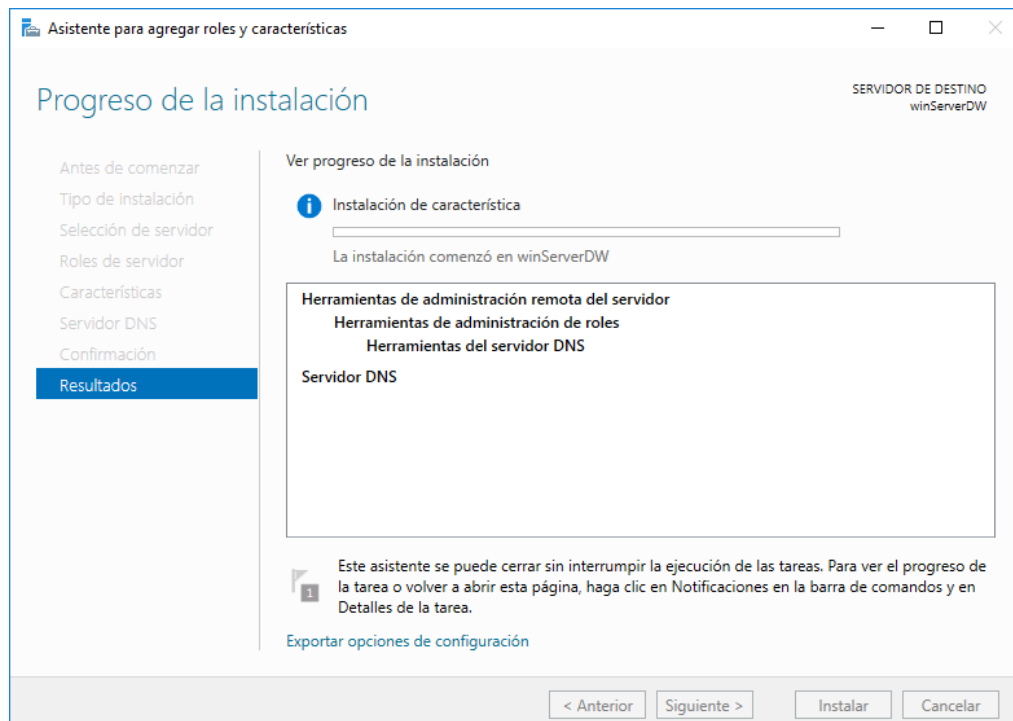 Asistente para agregar roles y características
Progreso de la instalación
SERVIDOR DE DESTINO
winServerDW
Antes de comenzar
Tipo de instalación
Selección de servidor
Roles de servidor
Características
Servidor DNS
Confirmación
Resultados
Ver progreso de la instalación
Instalación de característica
La instalación comenzó en winServerDW
Herramientas de administración remota del servidor
Herramientas de administración de roles
Herramientas del servidor DNS
Servidor DNS
1
Este asistente se puede cerrar sin interrumpir la ejecución de las tareas. Para ver el progreso de
la tarea o volver a abrir esta página, haga clic en Notificaciones en la barra de comandos y en
Detalles de la tarea.
Exportar opciones de configuración
< Anterior Siguiente > Instalar Cancelar